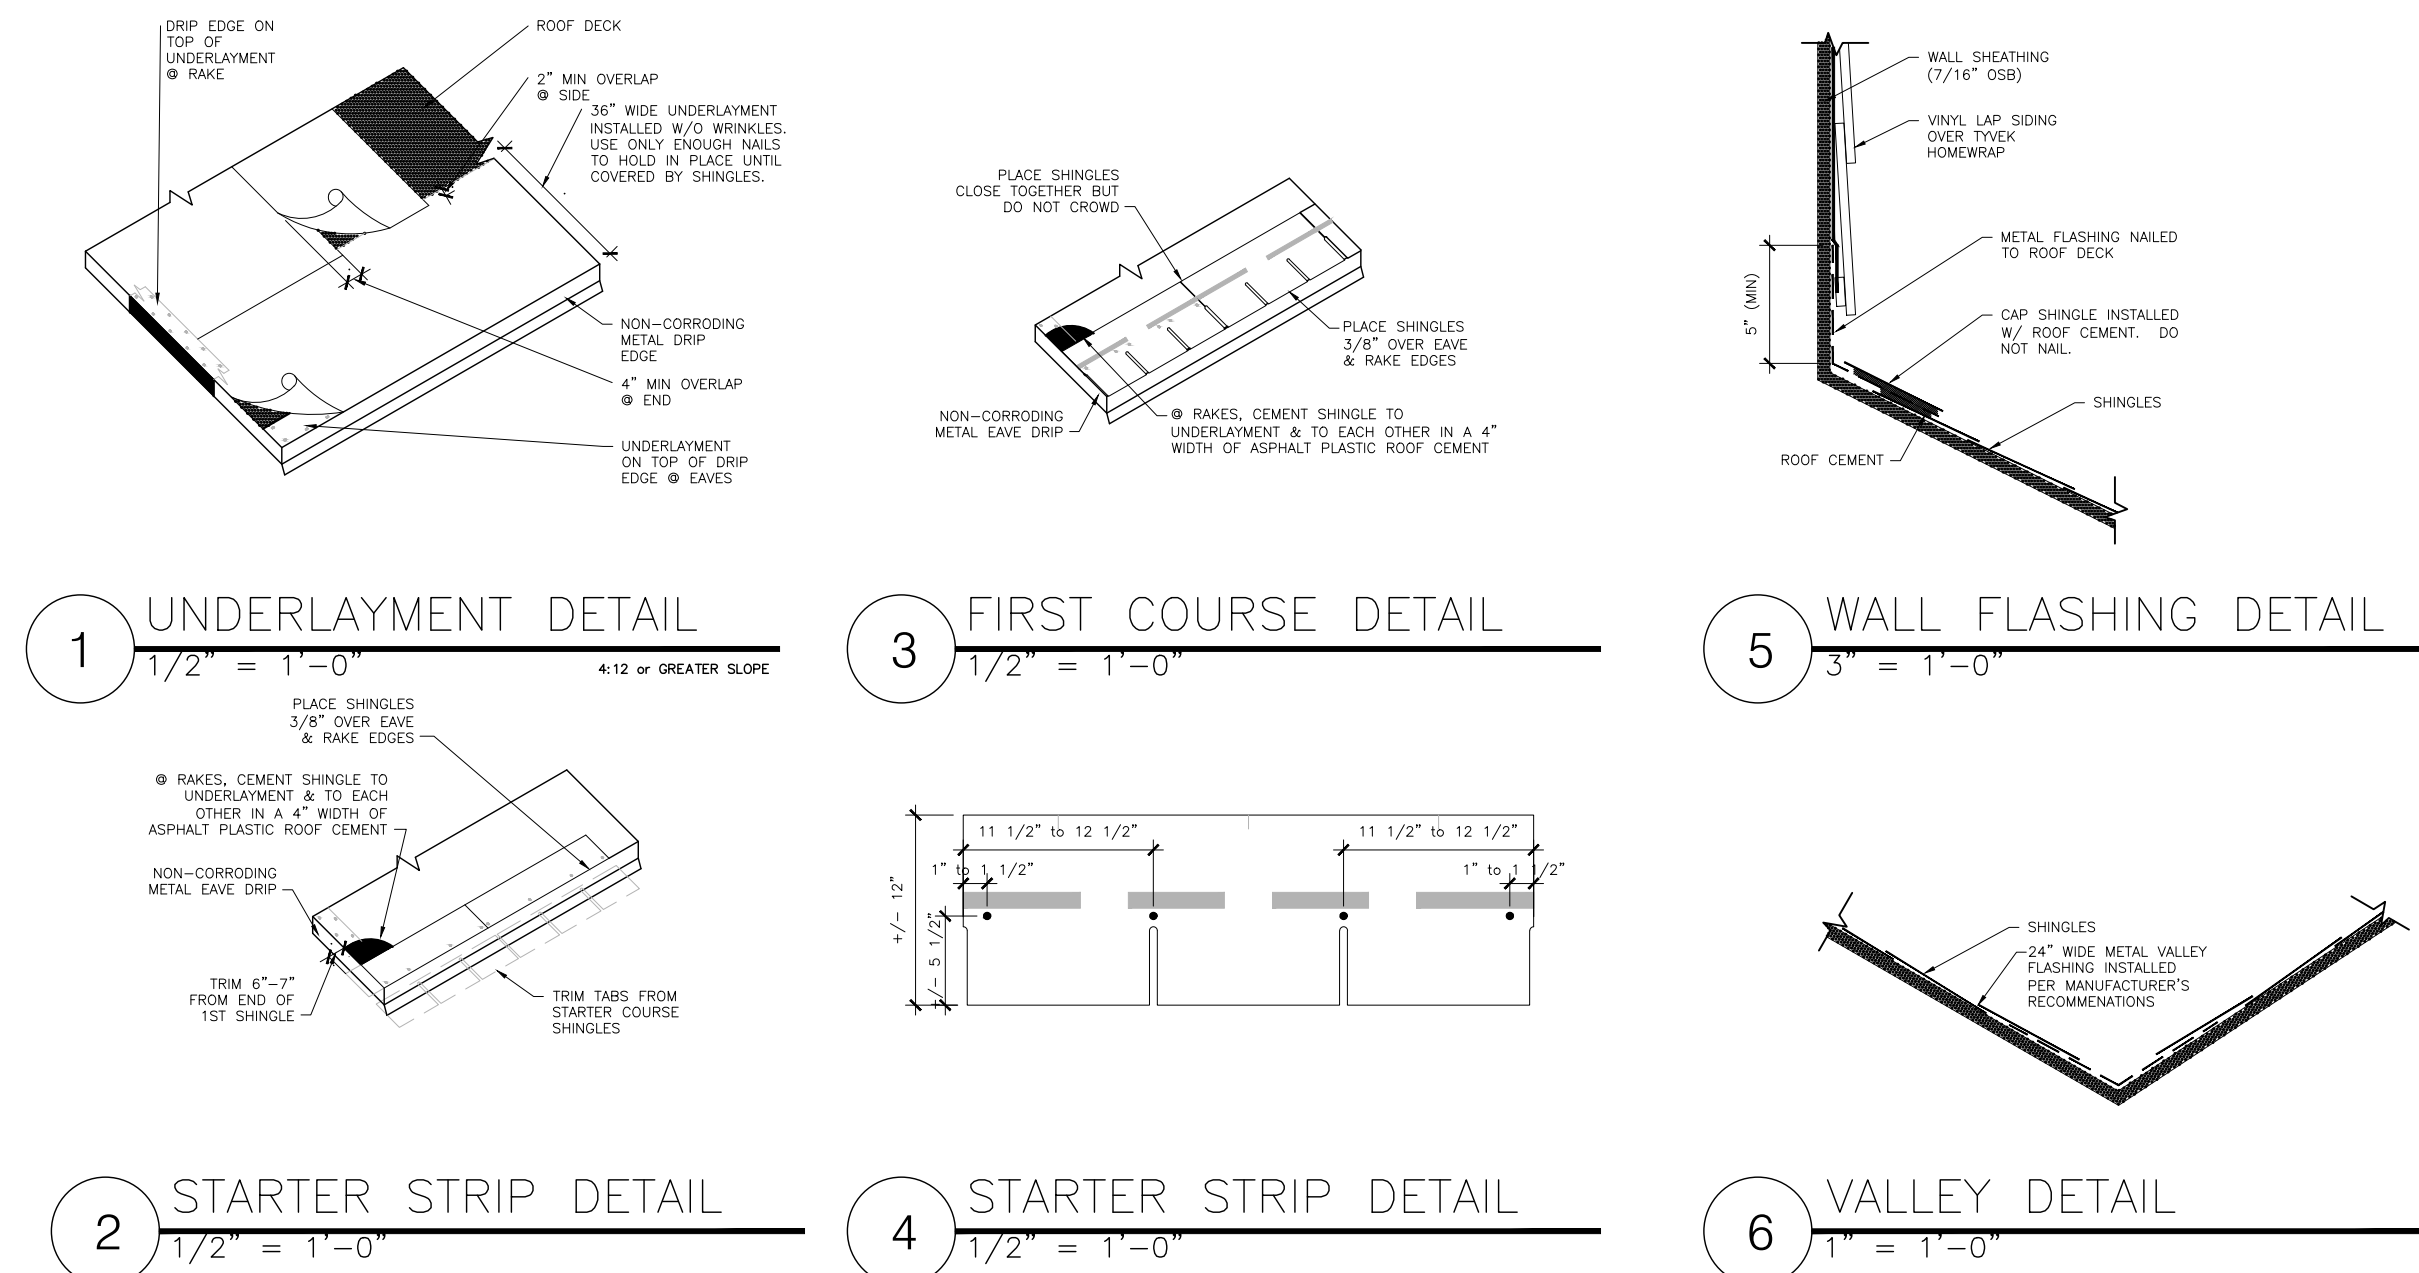 DRIP EDGE ON
TOP OF
UNDERLAYMENT
@ RAKE
ROOF DECK
2” MIN OVERLAP
@ SIDE
36” WIDE UNDERLAYMENT
INSTALLED W/O WRINKLES.
USE ONLY ENOUGH NAILS
TO HOLD IN PLACE UNTIL
COVERED BY SHINGLES.
NON-CORRODING
METAL DRIP
EDGE
4” MIN OVERLAP
@ END
UNDERLAYMENT
ON TOP OF DRIP
EDGE @ EAVES
1
UNDERLAYMENT DETAIL
1/2” = 1’-0”
4:12 or GREATER SLOPE
PLACE SHINGLES
CLOSE TOGETHER BUT
DO NOT CROWD
PLACE SHINGLES
3/8” OVER EAVE
& RAKE EDGES
NON-CORRODING
METAL EAVE DRIP
@ RAKES, CEMENT SHINGLE TO
UNDERLAYMENT & TO EACH OTHER IN A 4”
WIDTH OF ASPHALT PLASTIC ROOF CEMENT
3
FIRST COURSE DETAIL
1/2” = 1’-0”
WALL SHEATHING
(7/16” OSB)
VINYL LAP SIDING
OVER TYVEK
HOMEWRAP
METAL FLASHING NAILED
TO ROOF DECK
5” (MIN)
CAP SHINGLE INSTALLED
W/ ROOF CEMENT. DO
NOT NAIL.
SHINGLES
ROOF CEMENT
5
WALL FLASHING DETAIL
3” = 1’-0”
PLACE SHINGLES
3/8” OVER EAVE
& RAKE EDGES
@ RAKES, CEMENT SHINGLE TO
UNDERLAYMENT & TO EACH
OTHER IN A 4” WIDTH OF
ASPHALT PLASTIC ROOF CEMENT
NON-CORRODING
METAL EAVE DRIP
TRIM 6”-7”
FROM END OF
1ST SHINGLE
TRIM TABS FROM
STARTER COURSE
SHINGLES
2
STARTER STRIP DETAIL
1/2” = 1’-0”
11 1/2” to 12 1/2”
11 1/2” to 12 1/2”
1” to 1 1/2”
1” to 1 1/2”
+/- 12”
+/- 5 1/2”
4
STARTER STRIP DETAIL
1/2” = 1’-0”
SHINGLES
24” WIDE METAL VALLEY
FLASHING INSTALLED
PER MANUFACTURER’S
RECOMMENATIONS
6
VALLEY DETAIL
1” = 1’-0”